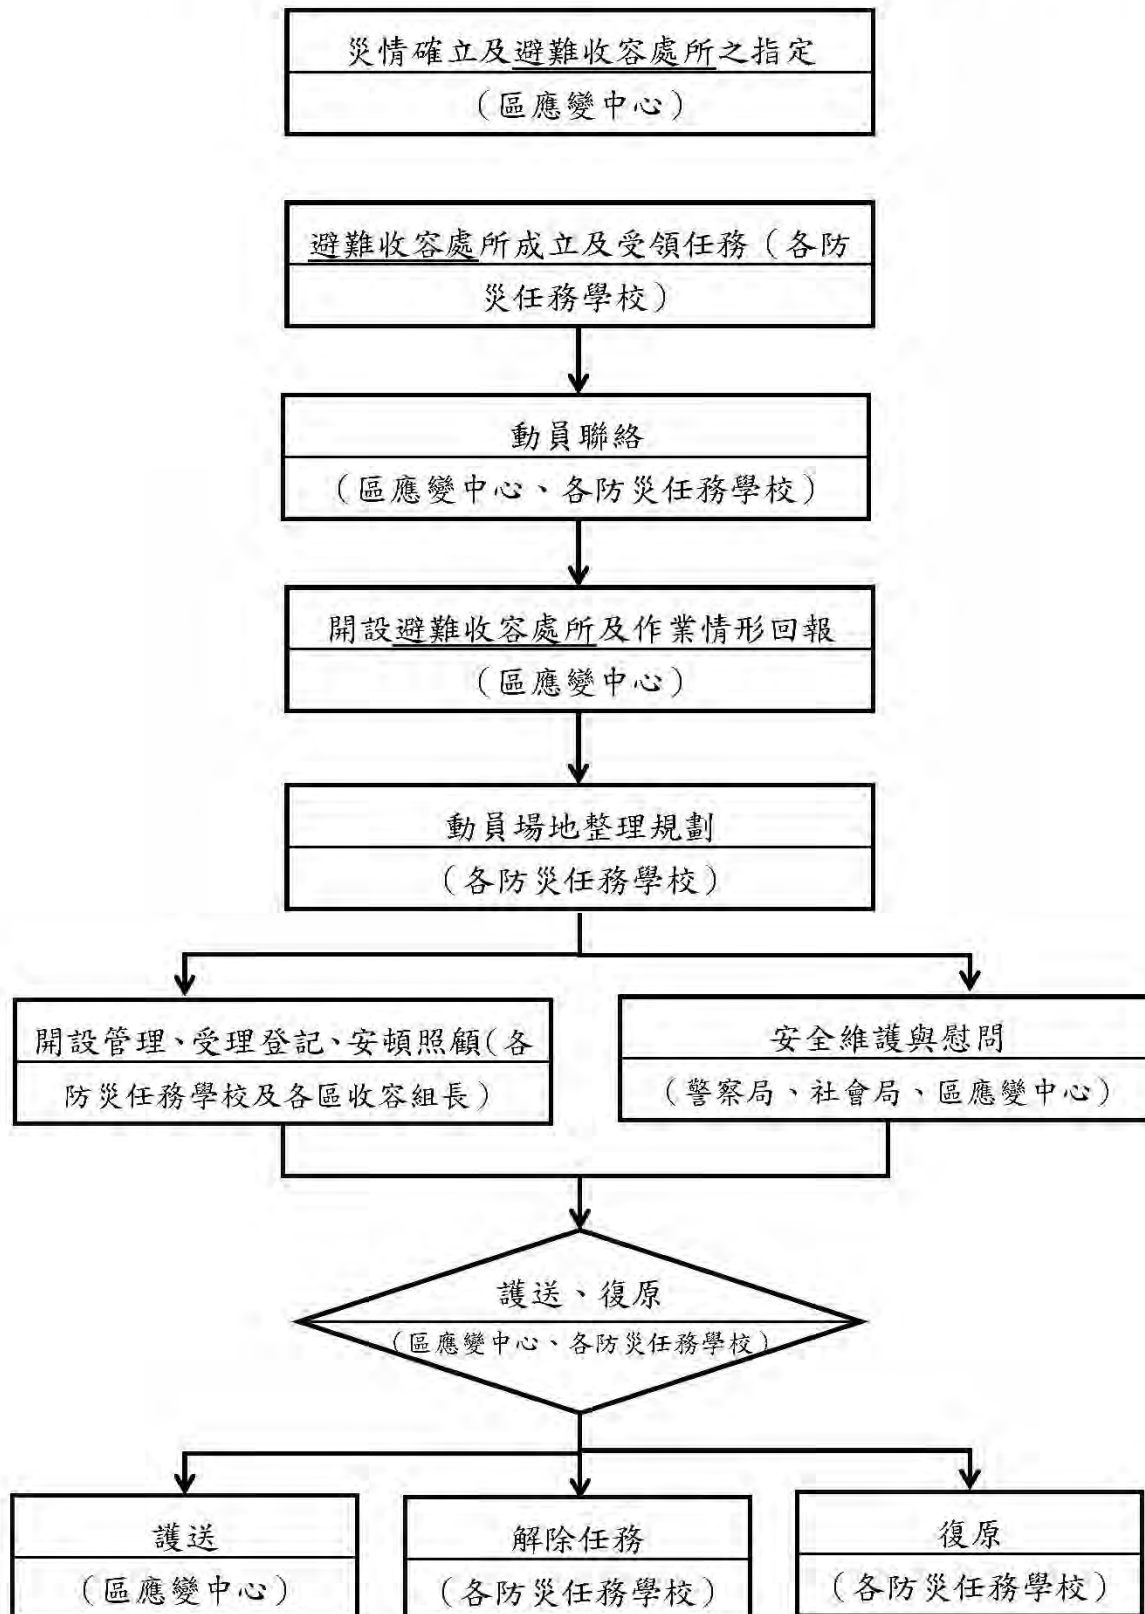 災情確立及避難收容處所之指定
（區應變中心）
避難收容處所成立及受領任務（各防
災任務學校）
動員聯絡
（區應變中心、各防災任務學校）
開設避難收容處所及作業情形回報
（區應變中心）
動員場地整理規劃
（各防災任務學校）
開設管理、受理登記、安頓照顧(各
防災任務學校及各區收容組長）
安全維護與慰問
（警察局、社會局、區應變中心）
護送、復原
（區應變中心、各防災任務學校）
護送
（區應變中心）
解除任務
（各防災任務學校）
復原
（各防災任務學校）